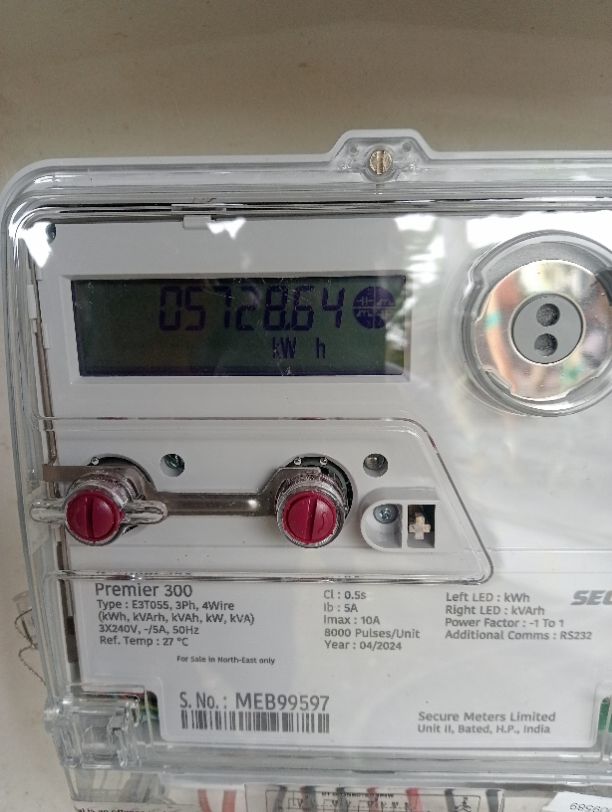 05728.64
kW h
Premier 300
Type : E3T055, 3Ph, 4Wire
(kWh, kVArh, kVAh, kW, kVA)
3X240V, -/5A, 50Hz
Ref. Temp : 27 °C
For Sale in North-East only
Cl : 0.5s
Ib : 5A
Imax : 10A
8000 Pulses/Unit
Year : 04/2024
Left LED : kWh
Right LED : kVArh
Power Factor : -1 To 1
Additional Comms : RS232
S. No. : MEB99597
Secure Meters Limited
Unit II, Bated, H.P., India